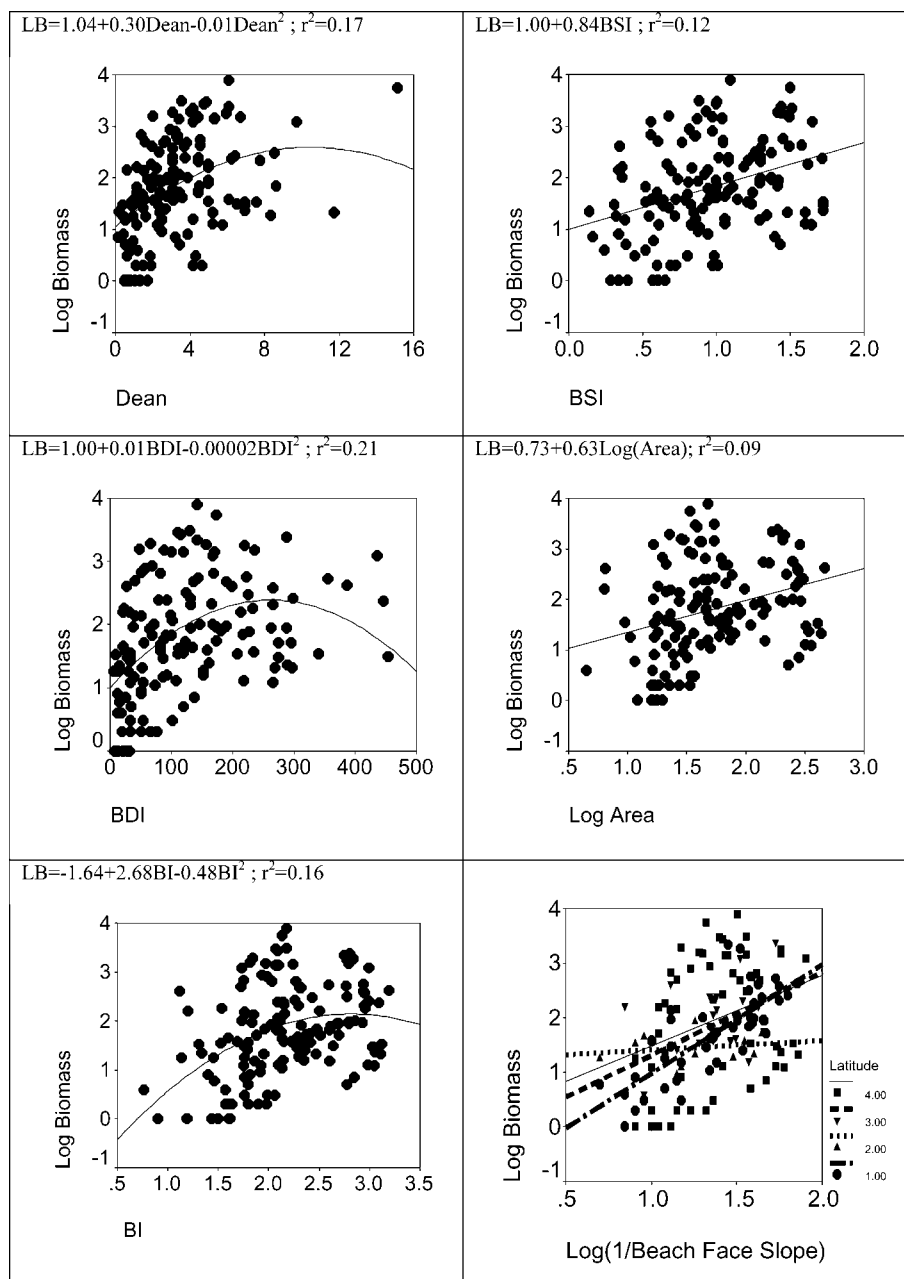 LB=1.04+0.30Dean-0.01Dean² ; r²=0.17
4
3
2
1
0
-1
Log Biomass
0 4 8 12 16
Dean
LB=1.00+0.84BSI ; r²=0.12
4
3
2
1
0
-1
Log Biomass
0.0 .5 1.0 1.5 2.0
BSI
LB=1.00+0.01BDI-0.00002BDI² ; r²=0.21
4
3
2
1
0
Log Biomass
0 100 200 300 400 500
BDI
LB=0.73+0.63Log(Area); r²=0.09
4
3
2
1
0
-1
Log Biomass
.5 1.0 1.5 2.0 2.5 3.0
Log Area
LB=-1.64+2.68BI-0.48BI² ; r²=0.16
4
3
2
1
0
-1
Log Biomass
.5 1.0 1.5 2.0 2.5 3.0 3.5
BI
4
3
2
1
0
-1
Log Biomass
.5 1.0 1.5 2.0
Log(1/Beach Face Slope)
Latitude
4.00
3.00
2.00
1.00